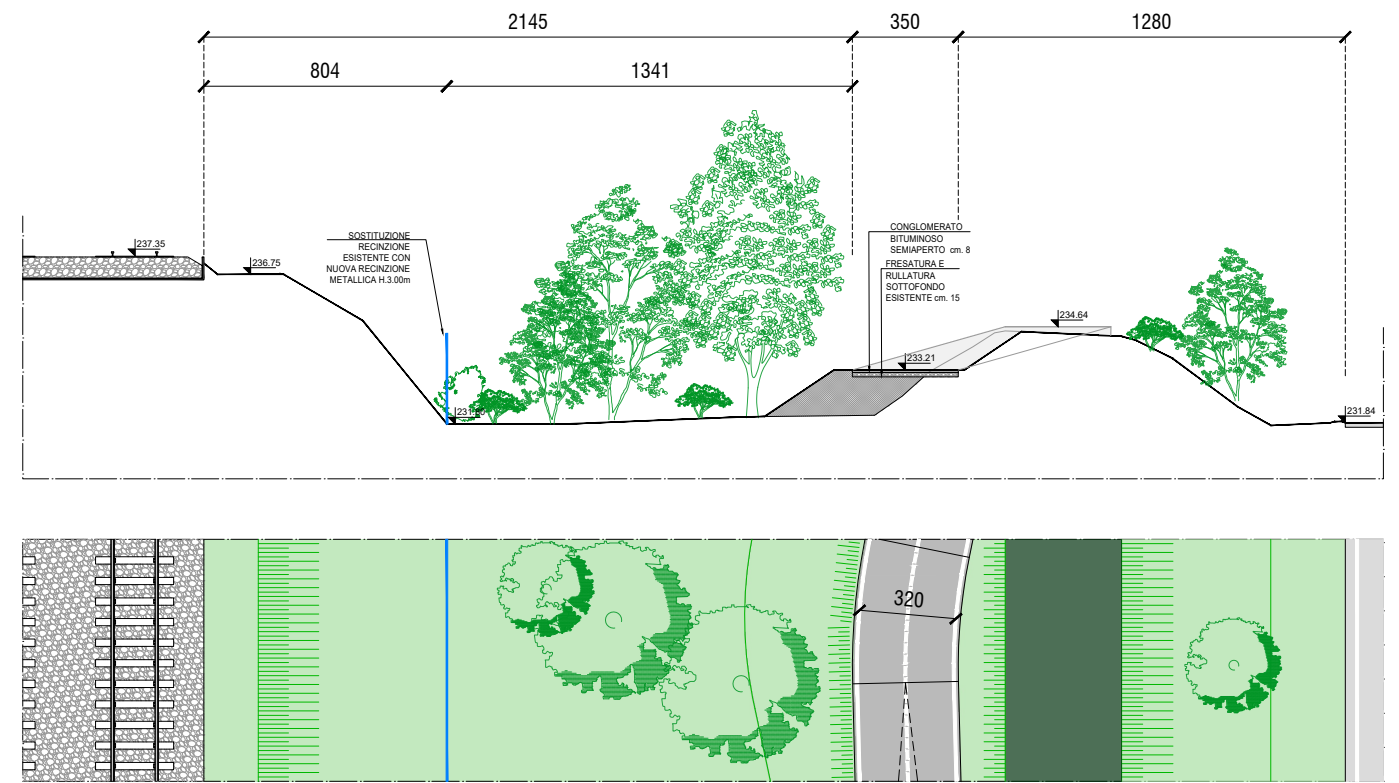 2145
350
1280
804
1341
SOSTITUZIONE
RECINZIONE
ESISTENTE CON
NUOVA RECINZIONE
METALLICA H.3.00m
CONGLOMERATO
BITUMINOSO
SEMIAPERTO cm. 8
FRESATURA E
RULLATURA
SOTTOFONDO
ESISTENTE cm. 15
237.35
236.75
234.64
233.21
231.84
320